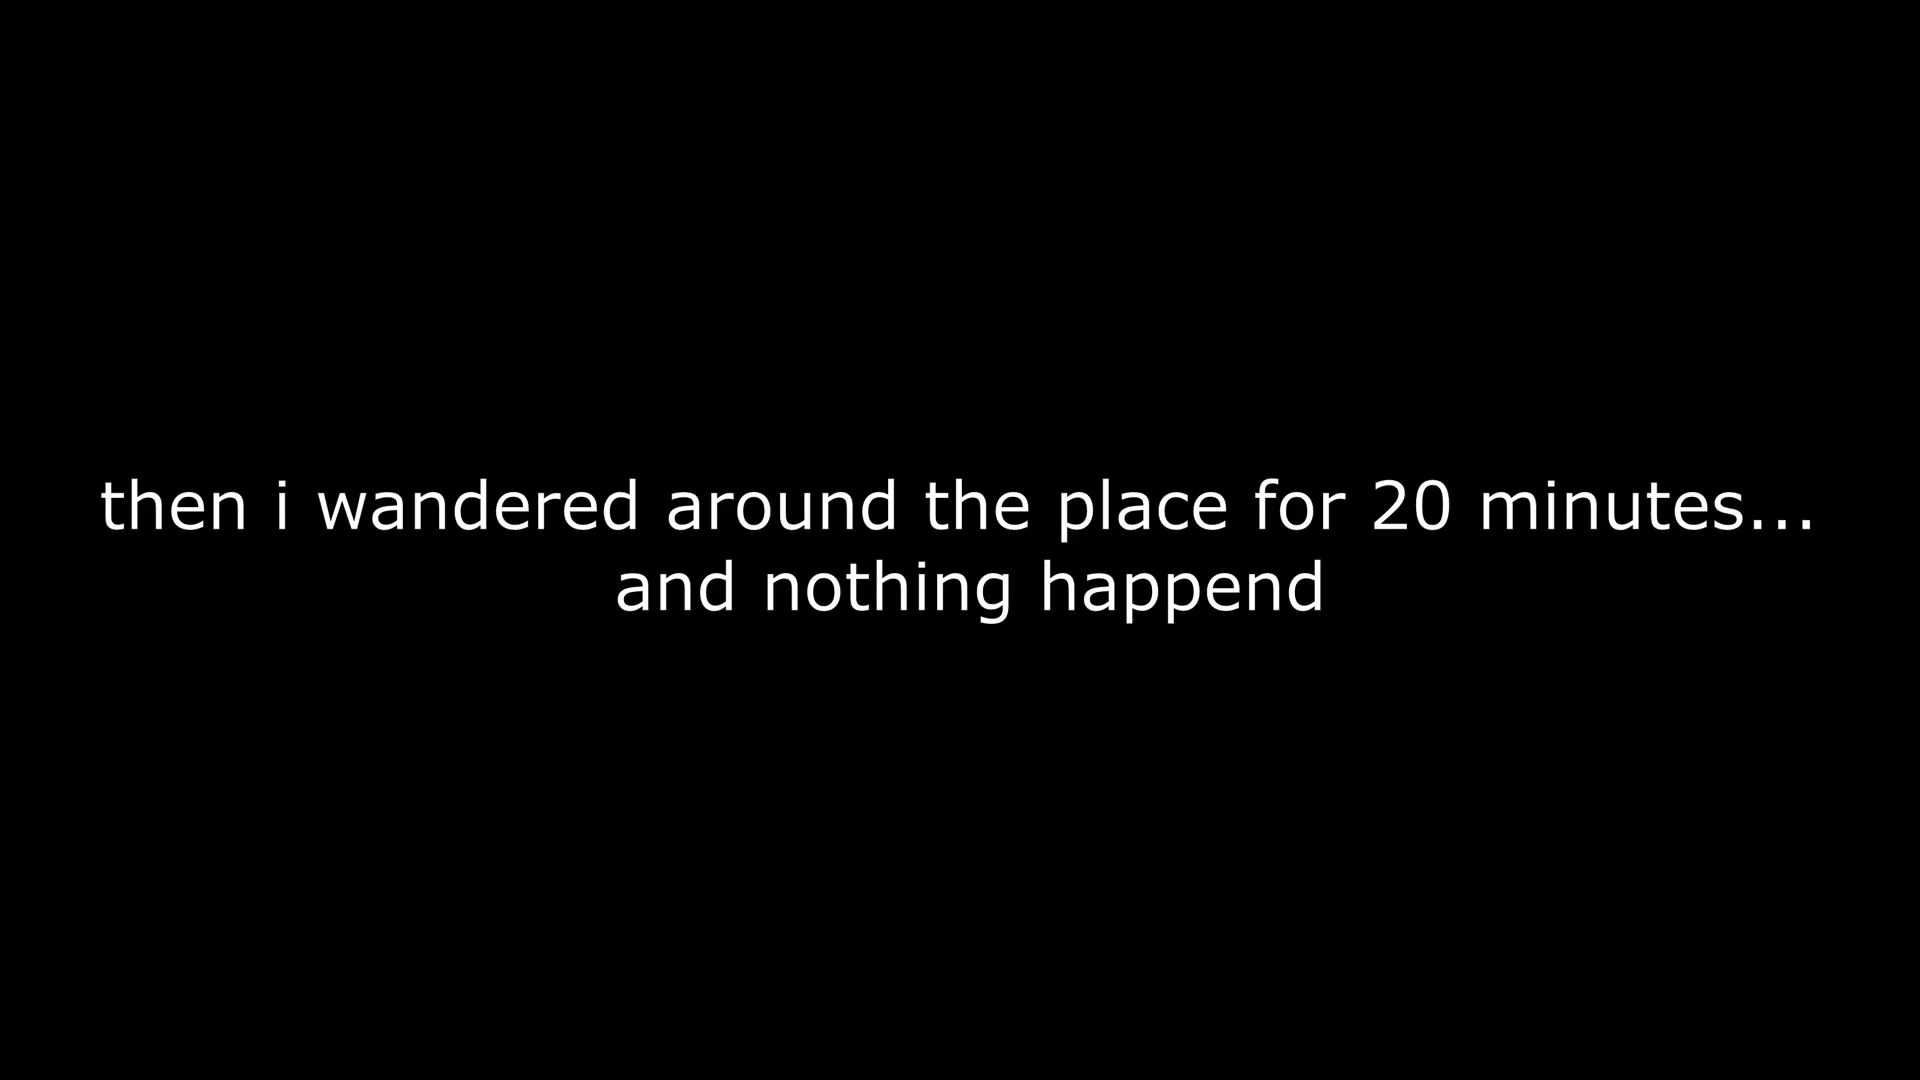 then i wandered around the place for 20 minutes...
and nothing happend